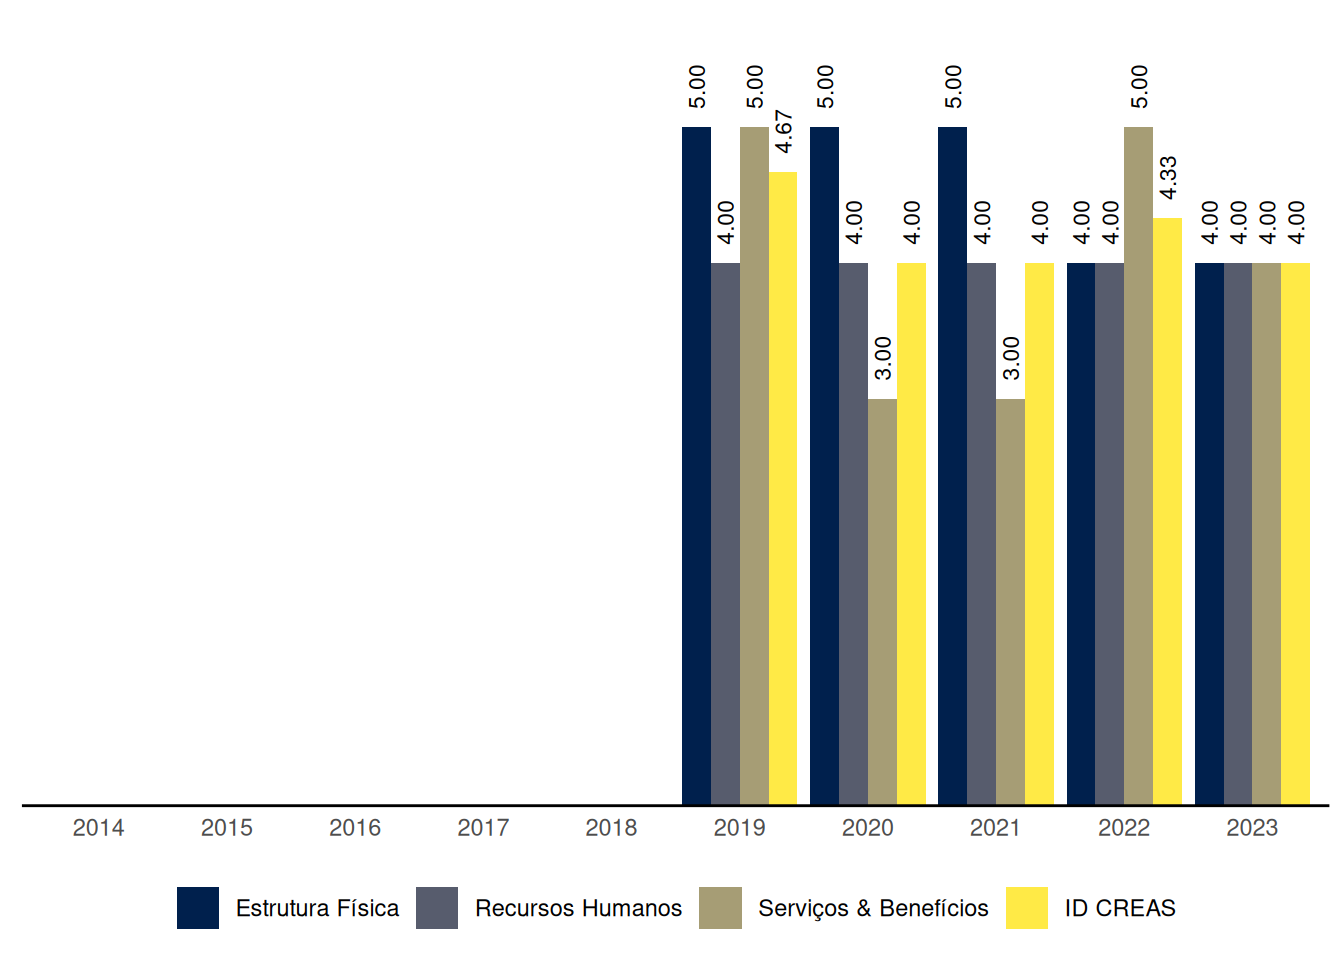 5.00 4.00 5.00 4.67 5.00 4.00 3.00 4.00 5.00 4.00 3.00 4.00 4.00 4.00 5.00 4.33 4.00 4.00 4.00 4.00
2014 2015 2016 2017 2018 2019 2020 2021 2022 2023
Estrutura Física Recursos Humanos Serviços & Benefícios ID CREAS